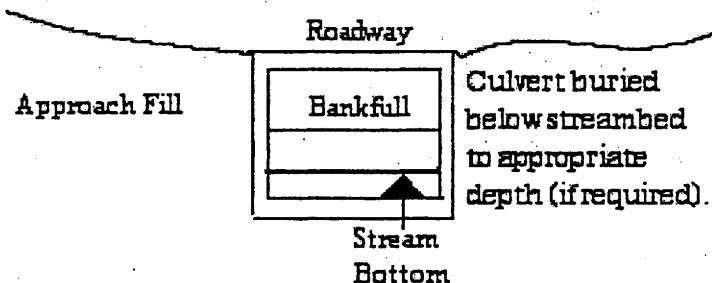 Roadway
Approach Fill
Bankfull
Culvert buried
below streambed
to appropriate
depth (if required).
Stream
Bottom